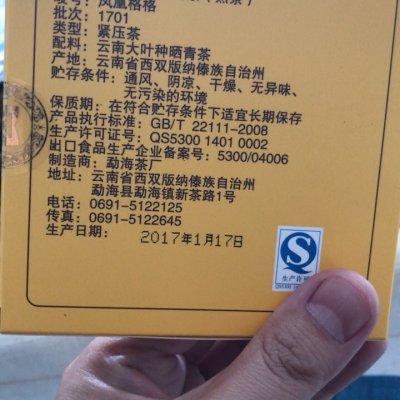 凤凰格格
批次：1701
类型：紧压茶
配料：云南大叶种晒青茶
产地：云南省西双版纳傣族自治州
贮存条件：通风、阴凉、干燥、无异味、
无污染的环境
保质期：在符合贮存条件下适宜长期保存
产品执行标准：GB/T 22111-2008
生产许可证号：QS5300 1401 0002
出口食品生产企业备案号：5300/04006
制造商：勐海茶厂
地址：云南省西双版纳傣族自治州
勐海县勐海镇新茶路1号
电话：0691-5122125
传真：0691-5122645
生产日期：
2017年1月17日
QS
生产许可